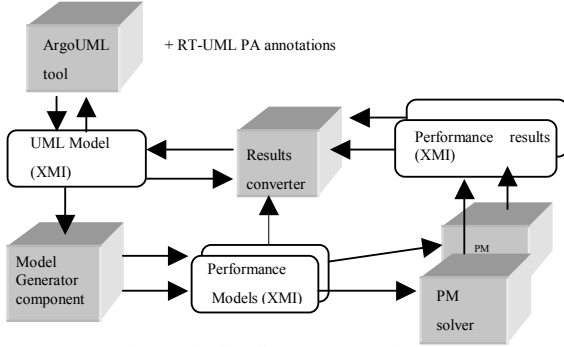 ArgoUML
tool
+ RT-UML PA annotations
UML Model
(XMI)
Results
converter
Performance results
(XMI)
Model
Generator
component
Performance
Models (XMI)
PM
PM
solver